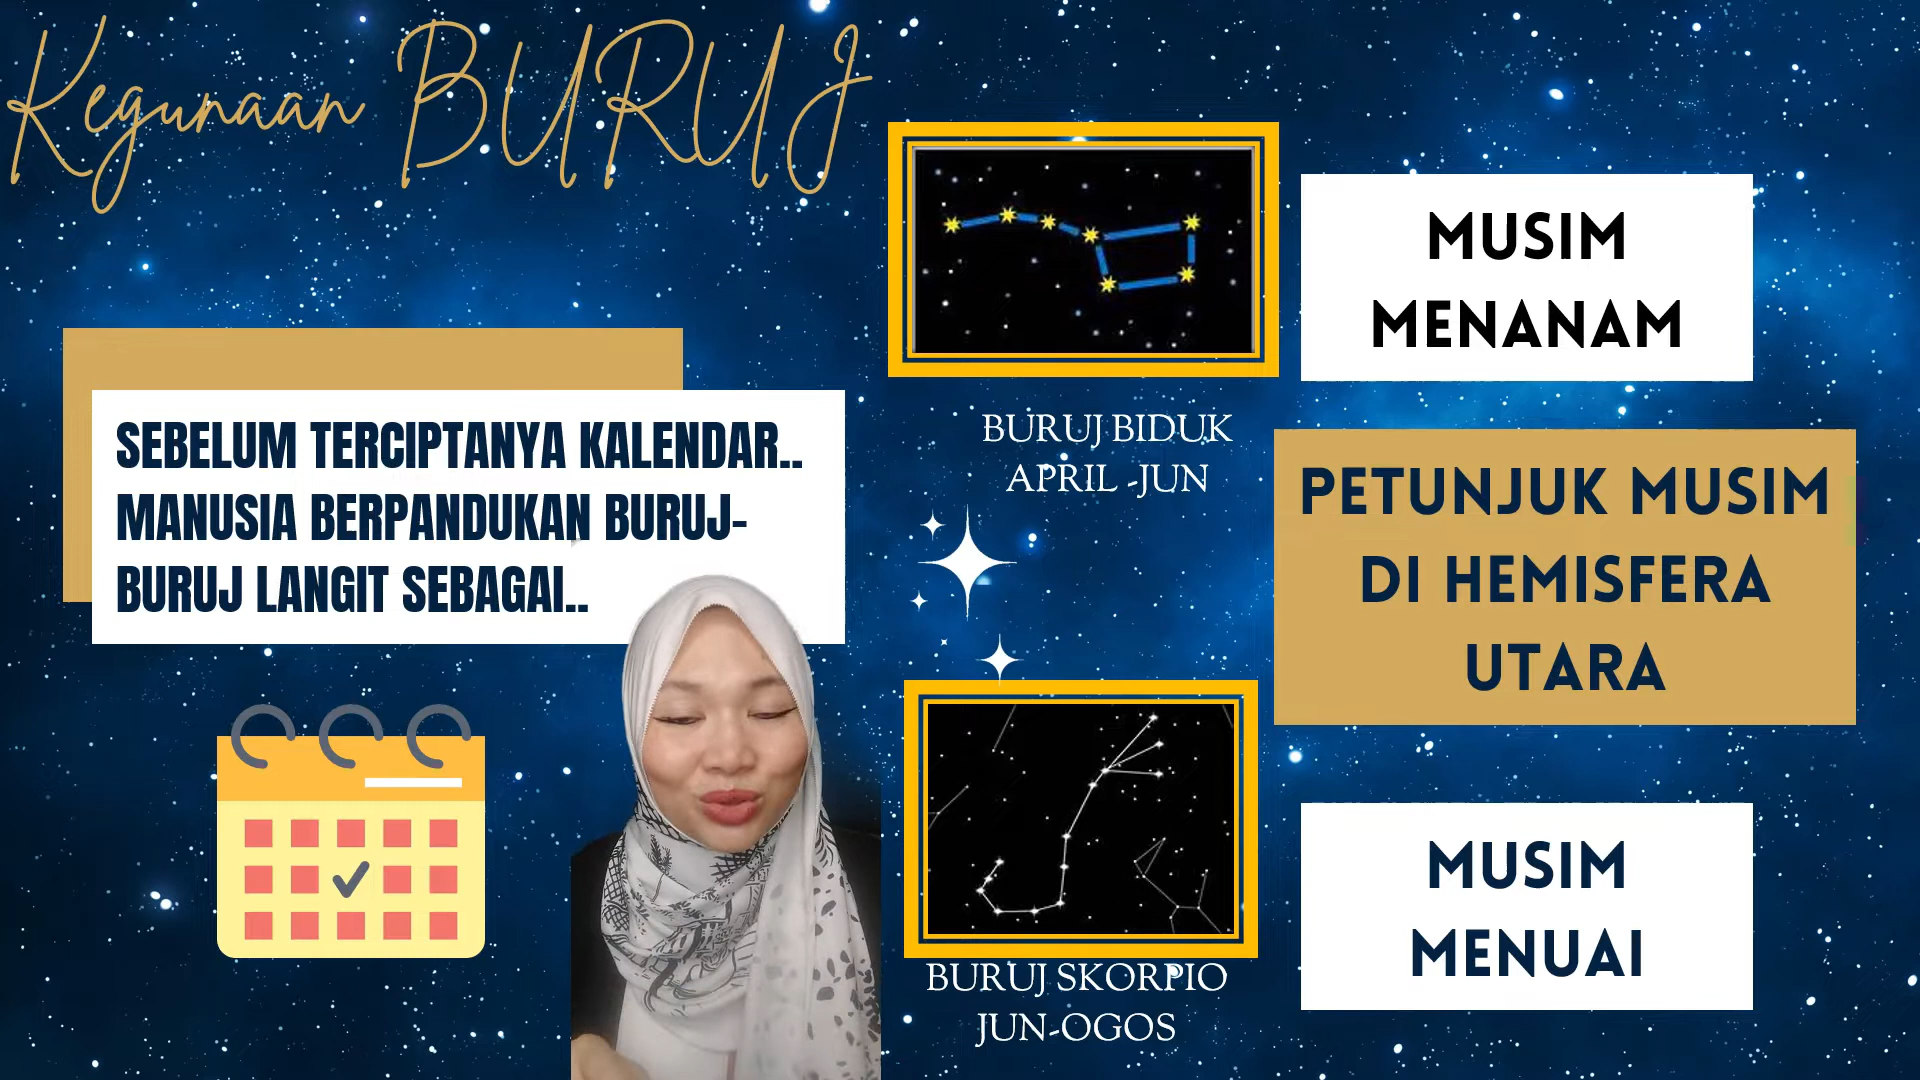 Kegunaan BURUJ
SEBELUM TERCIPTANYA KALENDAR..
MANUSIA BERPANDUKAN BURUJ-
BURUJ LANGIT SEBAGAI..
BURUJ BIDUK
APRIL -JUN
MUSIM
MENANAM
PETUNJUK MUSIM
DI HEMISFERA
UTARA
BURUJ SKORPIO
JUN-OGOS
MUSIM
MENUAI